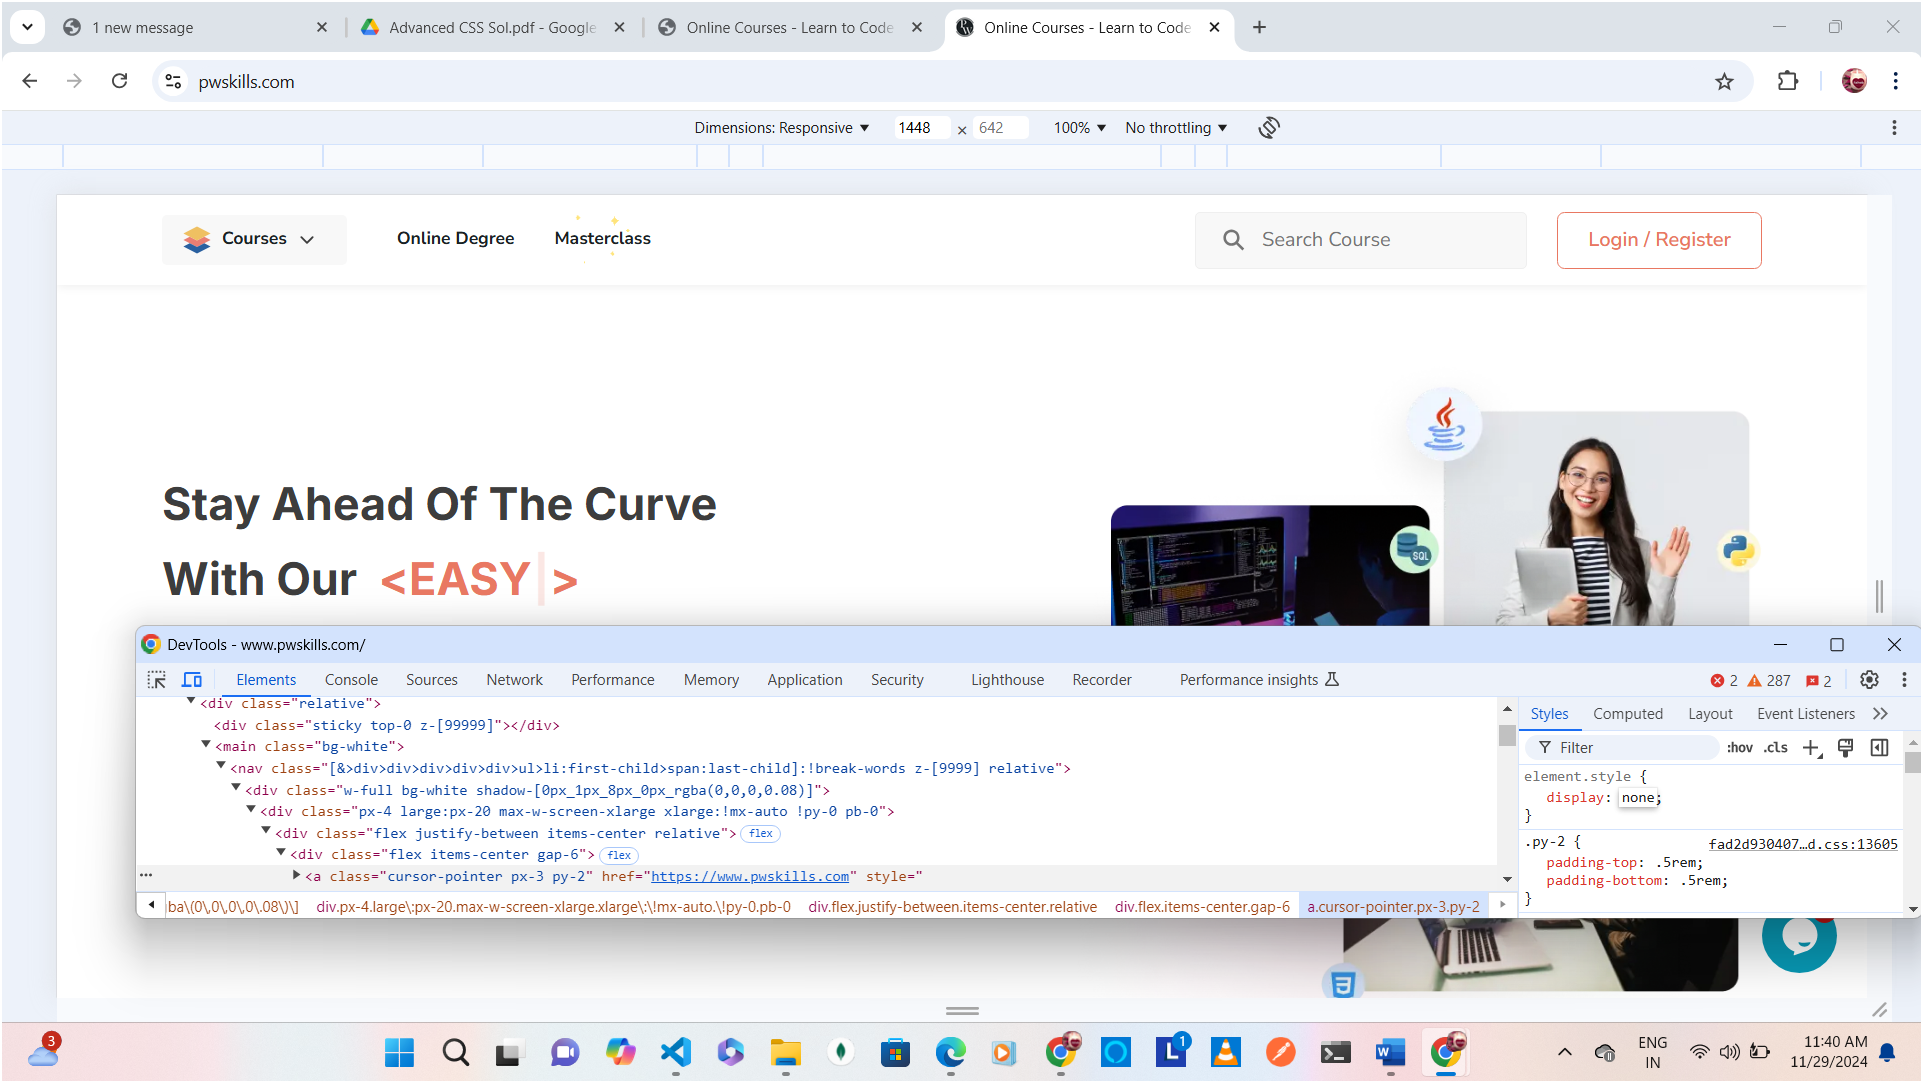 1 new message
Advanced CSS Sol.pdf - Google
Online Courses - Learn to Code
Online Courses - Learn to Code
pwskills.com
Dimensions: Responsive
1448 × 642
100%
No throttling
Courses
Online Degree
Masterclass
Search Course
Login / Register
Stay Ahead Of The Curve
With Our <EASY >
SQL
DevTools - www.pwskills.com/
Elements Console Sources Network Performance Memory Application Security Lighthouse Recorder Performance insights
2 287 2
<div class="relative">
<div class="sticky top-0 z-[99999]"></div>
<main class="bg-white">
<nav class="[&>div>div>div>div>div>ul>li:first-child>span:last-child]:!break-words z-[9999] relative">
<div class="w-full bg-white shadow-[0px_1px_8px_0px_rgba(0,0,0,0.08)]">
<div class="px-4 large:px-20 max-w-screen-xlarge xlarge:!mx-auto !py-0 pb-0">
<div class="flex justify-between items-center relative"> flex
<div class="flex items-center gap-6"> flex
<a class="cursor-pointer px-3 py-2" href="https://www.pwskills.com" style="
ba\(0\,0\,0\,0\.08\)\] div.px-4.large\:px-20.max-w-screen-xlarge.xlarge\:\!mx-auto.\!py-0.pb-0 div.flex.justify-between.items-center.relative div.flex.items-center.gap-6 a.cursor-pointer.px-3.py-2
Styles Computed Layout Event Listeners
Filter :hov .cls
element.style {
display: none;
}
.py-2 { fad2d930407…d.css:13605
padding-top: .5rem;
padding-bottom: .5rem;
}
3
L
1
W
ENG
IN
11:40 AM
11/29/2024